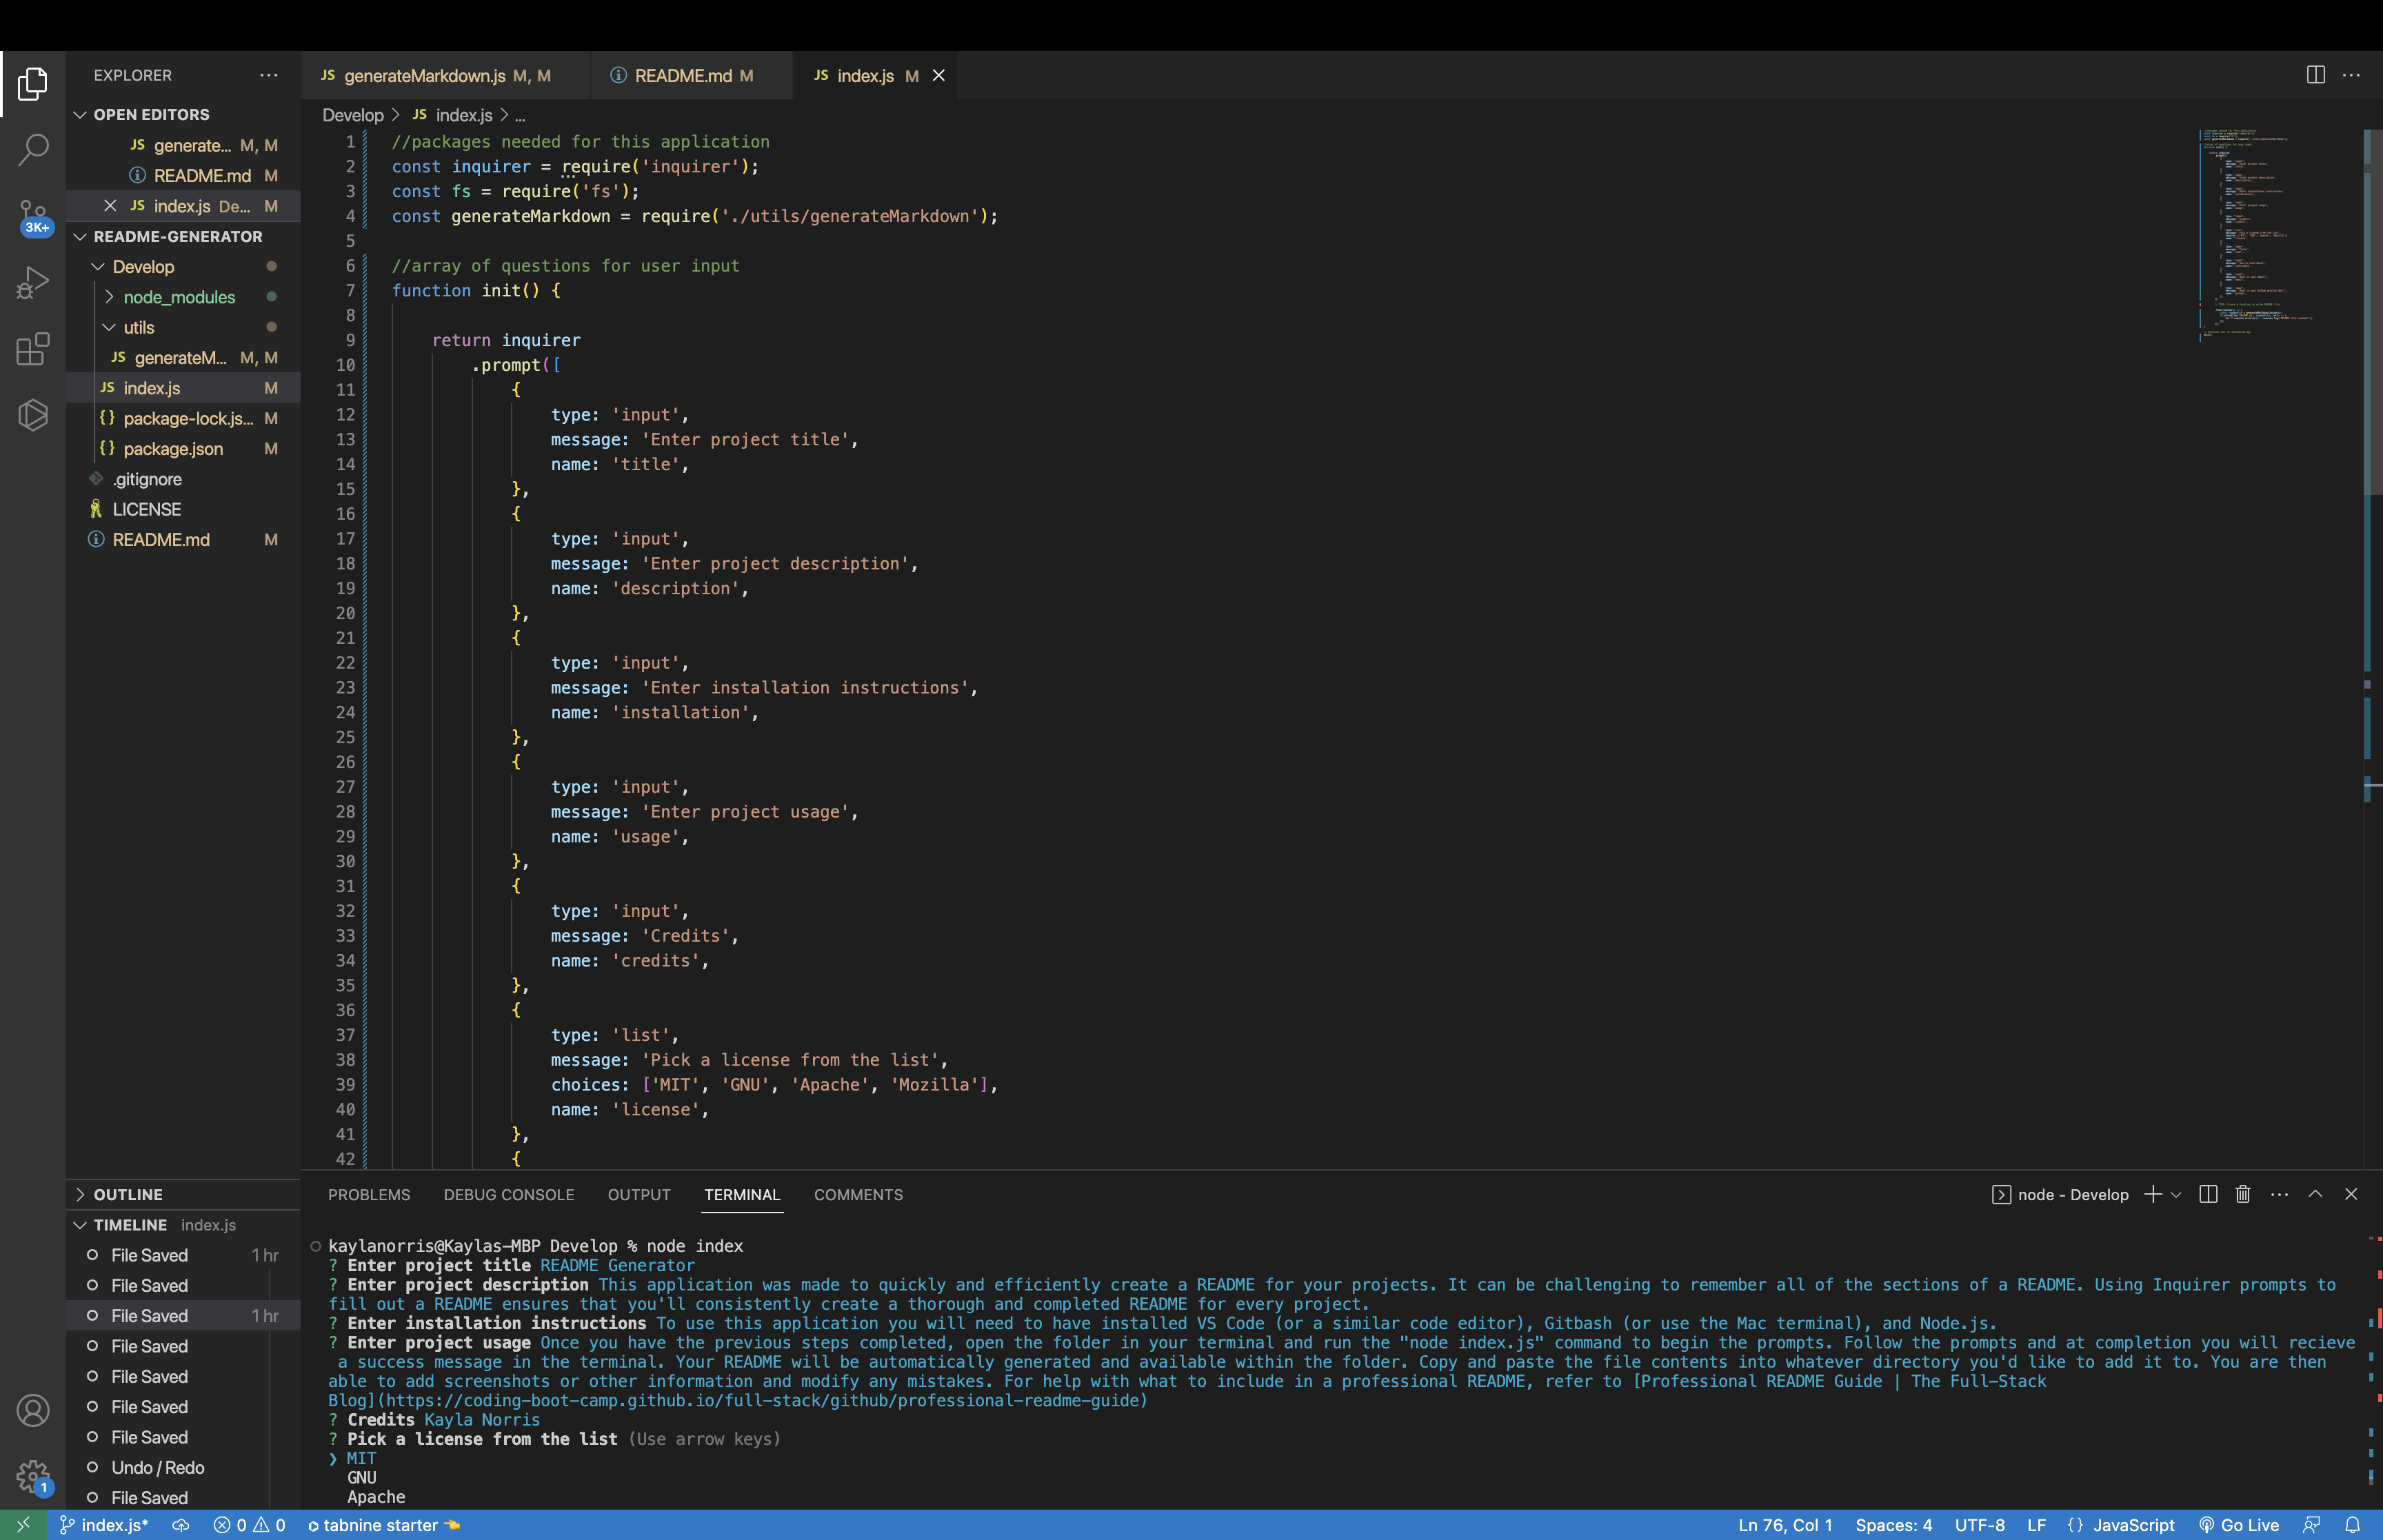 EXPLORER
OPEN EDITORS
JS generate... M, M
README.md M
JS index.js De... M
README-GENERATOR
Develop
node_modules
utils
JS generateM... M, M
JS index.js M
{} package-lock.js... M
{} package.json M
.gitignore
LICENSE
README.md M
OUTLINE
TIMELINE index.js
File Saved 1 hr
File Saved
File Saved 1 hr
File Saved
File Saved
File Saved
File Saved
Undo / Redo
File Saved
3K+
1
JS generateMarkdown.js M, M README.md M JS index.js M
Develop > JS index.js > ...
1 //packages needed for this application
2 const inquirer = require('inquirer');
3 const fs = require('fs');
4 const generateMarkdown = require('./utils/generateMarkdown');
5
6 //array of questions for user input
7 function init() {
8
9 return inquirer
10 .prompt([
11 {
12 type: 'input',
13 message: 'Enter project title',
14 name: 'title',
15 },
16 {
17 type: 'input',
18 message: 'Enter project description',
19 name: 'description',
20 },
21 {
22 type: 'input',
23 message: 'Enter installation instructions',
24 name: 'installation',
25 },
26 {
27 type: 'input',
28 message: 'Enter project usage',
29 name: 'usage',
30 },
31 {
32 type: 'input',
33 message: 'Credits',
34 name: 'credits',
35 },
36 {
37 type: 'list',
38 message: 'Pick a license from the list',
39 choices: ['MIT', 'GNU', 'Apache', 'Mozilla'],
40 name: 'license',
41 },
42 {
PROBLEMS DEBUG CONSOLE OUTPUT TERMINAL COMMENTS node - Develop
kaylanorris@Kaylas-MBP Develop % node index
? Enter project title README Generator
? Enter project description This application was made to quickly and efficiently create a README for your projects. It can be challenging to remember all of the sections of a README. Using Inquirer prompts to
fill out a README ensures that you'll consistently create a thorough and completed README for every project.
? Enter installation instructions To use this application you will need to have installed VS Code (or a similar code editor), Gitbash (or use the Mac terminal), and Node.js.
? Enter project usage Once you have the previous steps completed, open the folder in your terminal and run the "node index.js" command to begin the prompts. Follow the prompts and at completion you will recieve
a success message in the terminal. Your README will be automatically generated and available within the folder. Copy and paste the file contents into whatever directory you'd like to add it to. You are then
able to add screenshots or other information and modify any mistakes. For help with what to include in a professional README, refer to [Professional README Guide | The Full-Stack
Blog](https://coding-boot-camp.github.io/full-stack/github/professional-readme-guide)
? Credits Kayla Norris
? Pick a license from the list (Use arrow keys)
❯ MIT
GNU
Apache
index.js* 0 0 tabnine starter Ln 76, Col 1 Spaces: 4 UTF-8 LF {} JavaScript Go Live